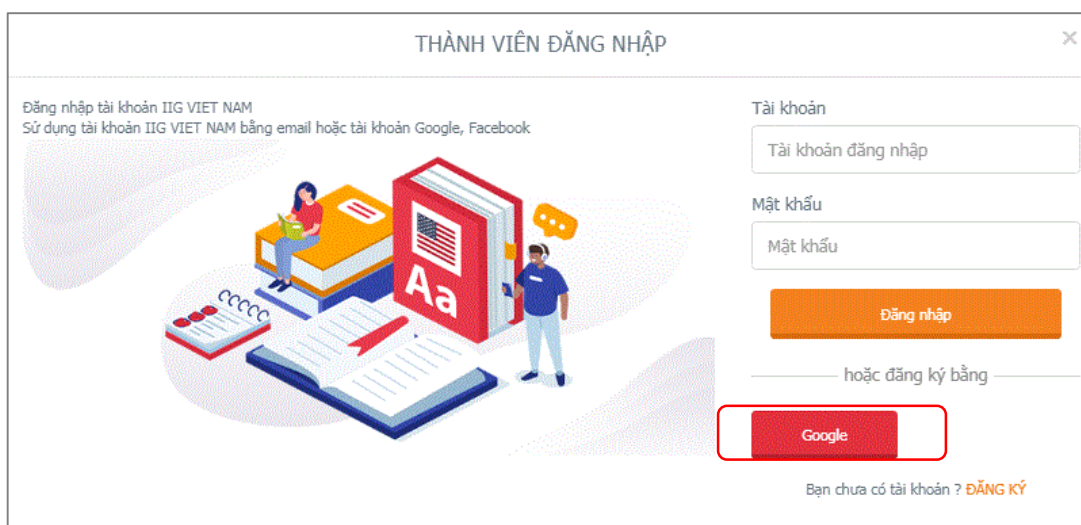 THÀNH VIÊN ĐĂNG NHẬP
×
Đăng nhập tài khoản IIG VIET NAM
Sử dụng tài khoản IIG VIET NAM bằng email hoặc tài khoản Google, Facebook
Aa
Tài khoản
Tài khoản đăng nhập
Mật khẩu
Mật khẩu
Đăng nhập
hoặc đăng ký bằng
Google
Bạn chưa có tài khoản ? ĐĂNG KÝ